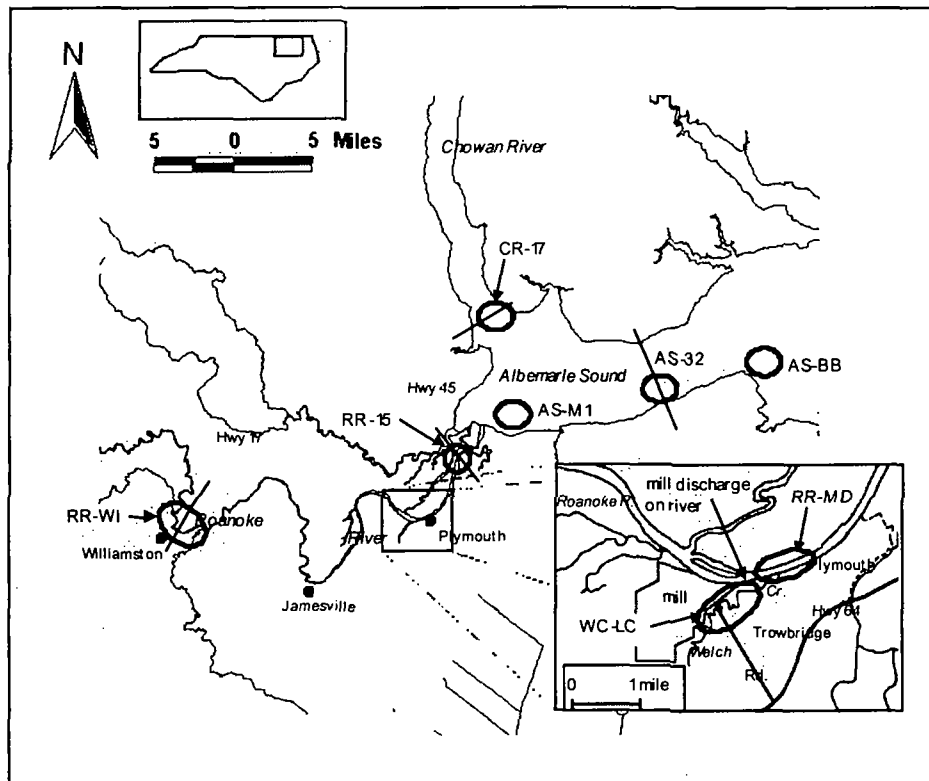 N
5 0 5 Miles
Chowan River
CR-17
AS-32
AS-BB
Albemarle Sound
Hwy 45
AS-M1
RR-15
Hwy 17
mill discharge
on river
RR-MD
Roanoke R.
RR-WI
Roanoke
River
Plymouth
Williamston
Jamesville
lymouth
Cr.
mill
Hwy 64
WC-LC
Trowbridge
Welch
Rd.
0 1mile